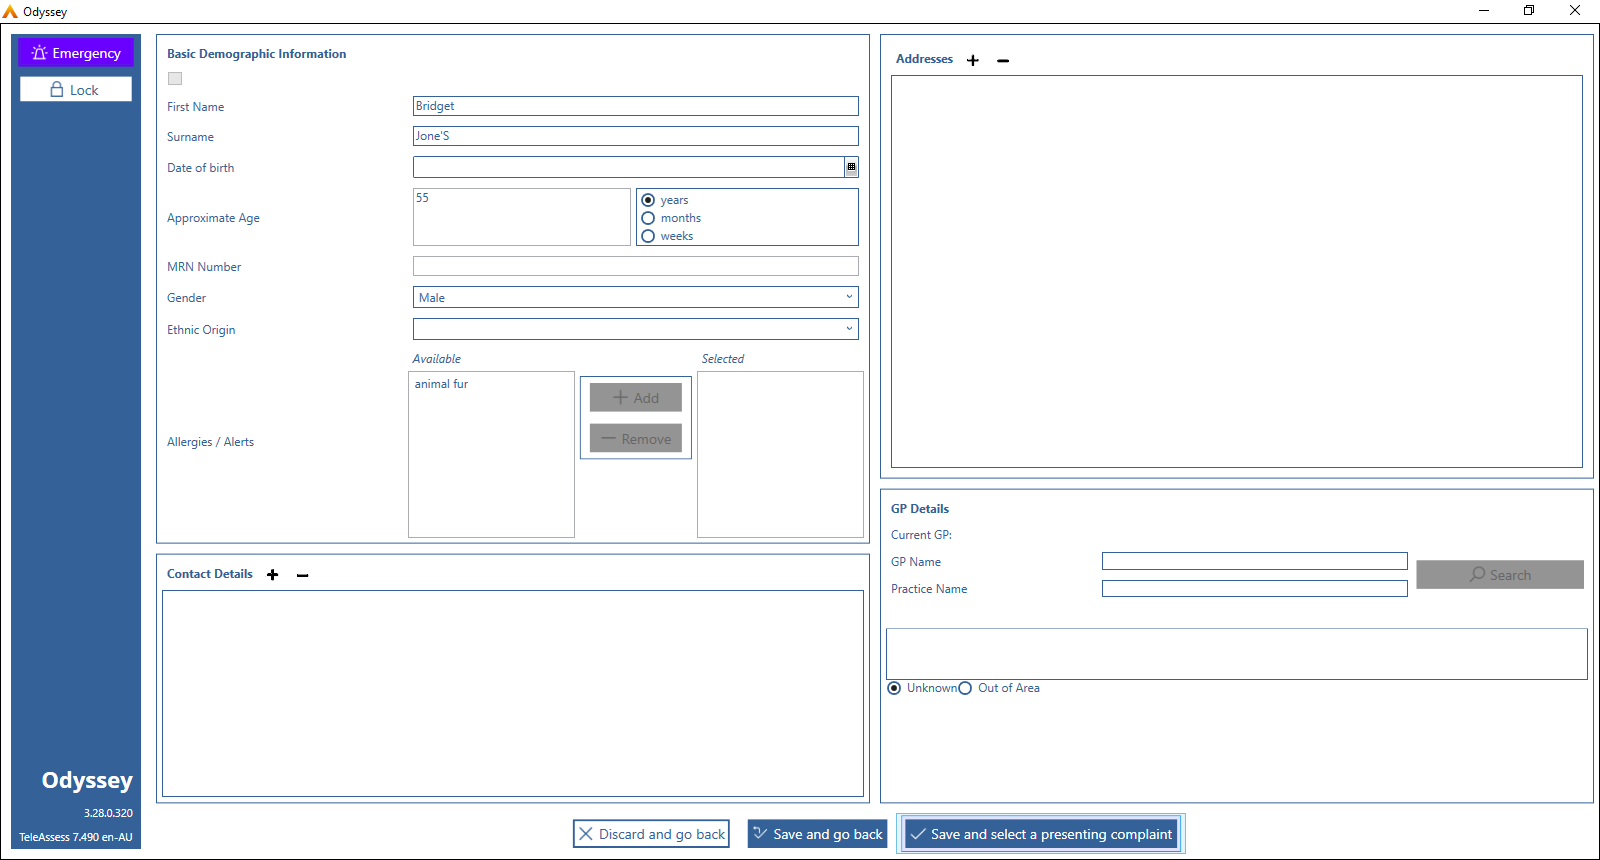 Odyssey
Emergency
Lock
Odyssey
3.28.0.320
TeleAssess 7.490 en-AU
Basic Demographic Information
First Name Bridget
Surname Jone'S
Date of birth
Approximate Age 55
years
months
weeks
MRN Number
Gender Male
Ethnic Origin
Available Selected
animal fur
Add
Remove
Allergies / Alerts
Contact Details
Addresses
GP Details
Current GP:
GP Name
Search
Practice Name
Unknown Out of Area
Discard and go back Save and go back Save and select a presenting complaint